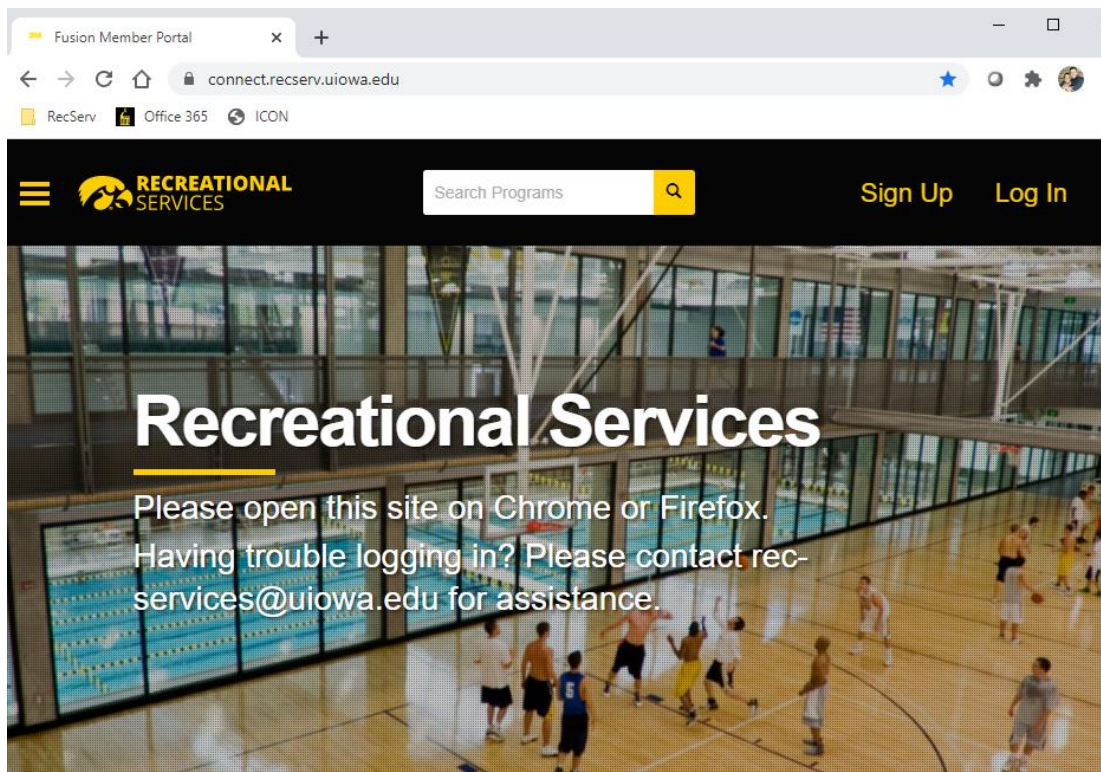 Fusion Member Portal
connect.recserv.uiowa.edu
RecServ Office 365 ICON
RECREATIONAL
SERVICES
Search Programs
Sign Up Log In
Recreational Services
Please open this site on Chrome or Firefox.
Having trouble logging in? Please contact rec-
services@uiowa.edu for assistance.
6